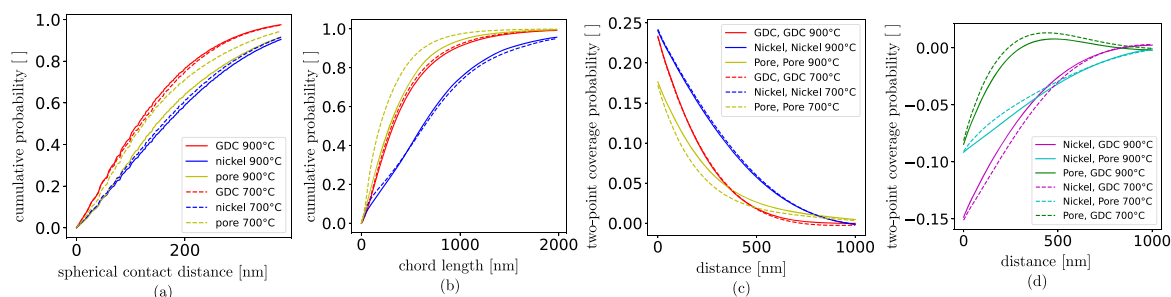 cumulative probability [ ]
1.0
0.8
0.6
0.4
0.2
0.0
GDC 900°C
nickel 900°C
pore 900°C
GDC 700°C
nickel 700°C
pore 700°C
0 200
spherical contact distance [nm]
(a)
cumulative probability [ ]
1.0
0.8
0.6
0.4
0.2
0.0
0 1000 2000
chord length [nm]
(b)
two-point coverage probability [ ]
0.25
0.20
0.15
0.10
0.05
0.00
GDC, GDC 900°C
Nickel, Nickel 900°C
Pore, Pore 900°C
GDC, GDC 700°C
Nickel, Nickel 700°C
Pore, Pore 700°C
0 500 1000
distance [nm]
(c)
two-point coverage probability [ ]
0.00
−0.05
−0.10
−0.15
Nickel, GDC 900°C
Nickel, Pore 900°C
Pore, GDC 900°C
Nickel, GDC 700°C
Nickel, Pore 700°C
Pore, GDC 700°C
0 500 1000
distance [nm]
(d)